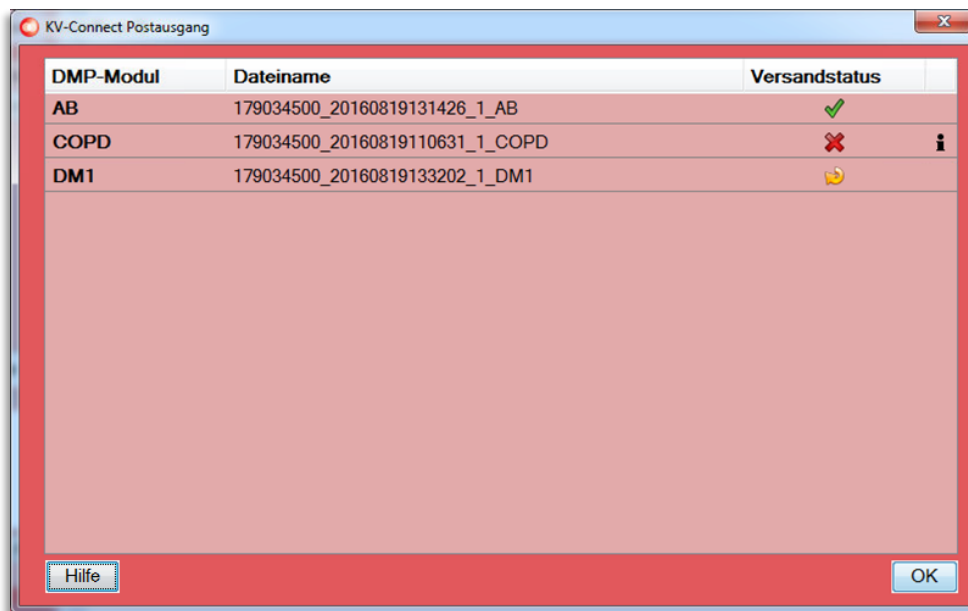 KV-Connect Postausgang
DMP-Modul Dateiname Versandstatus
AB 179034500_20160819131426_1_AB
COPD 179034500_20160819110631_1_COPD i
DM1 179034500_20160819133202_1_DM1
Hilfe OK